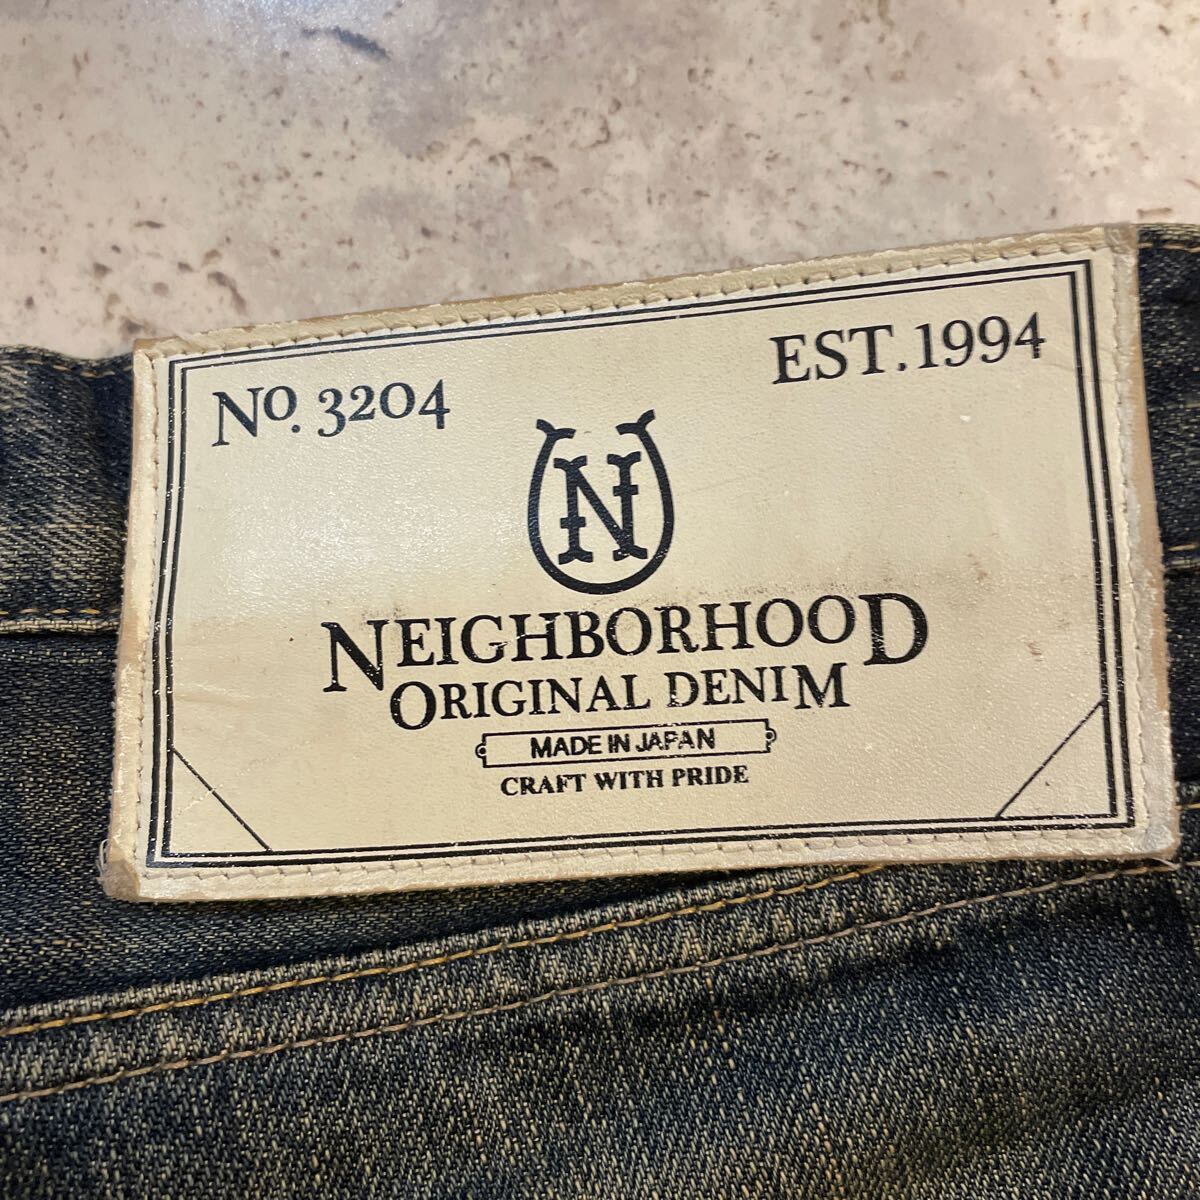 No. 3204
EST. 1994
N
NEIGHBORHOOD
ORIGINAL DENIM
MADE IN JAPAN
CRAFT WITH PRIDE